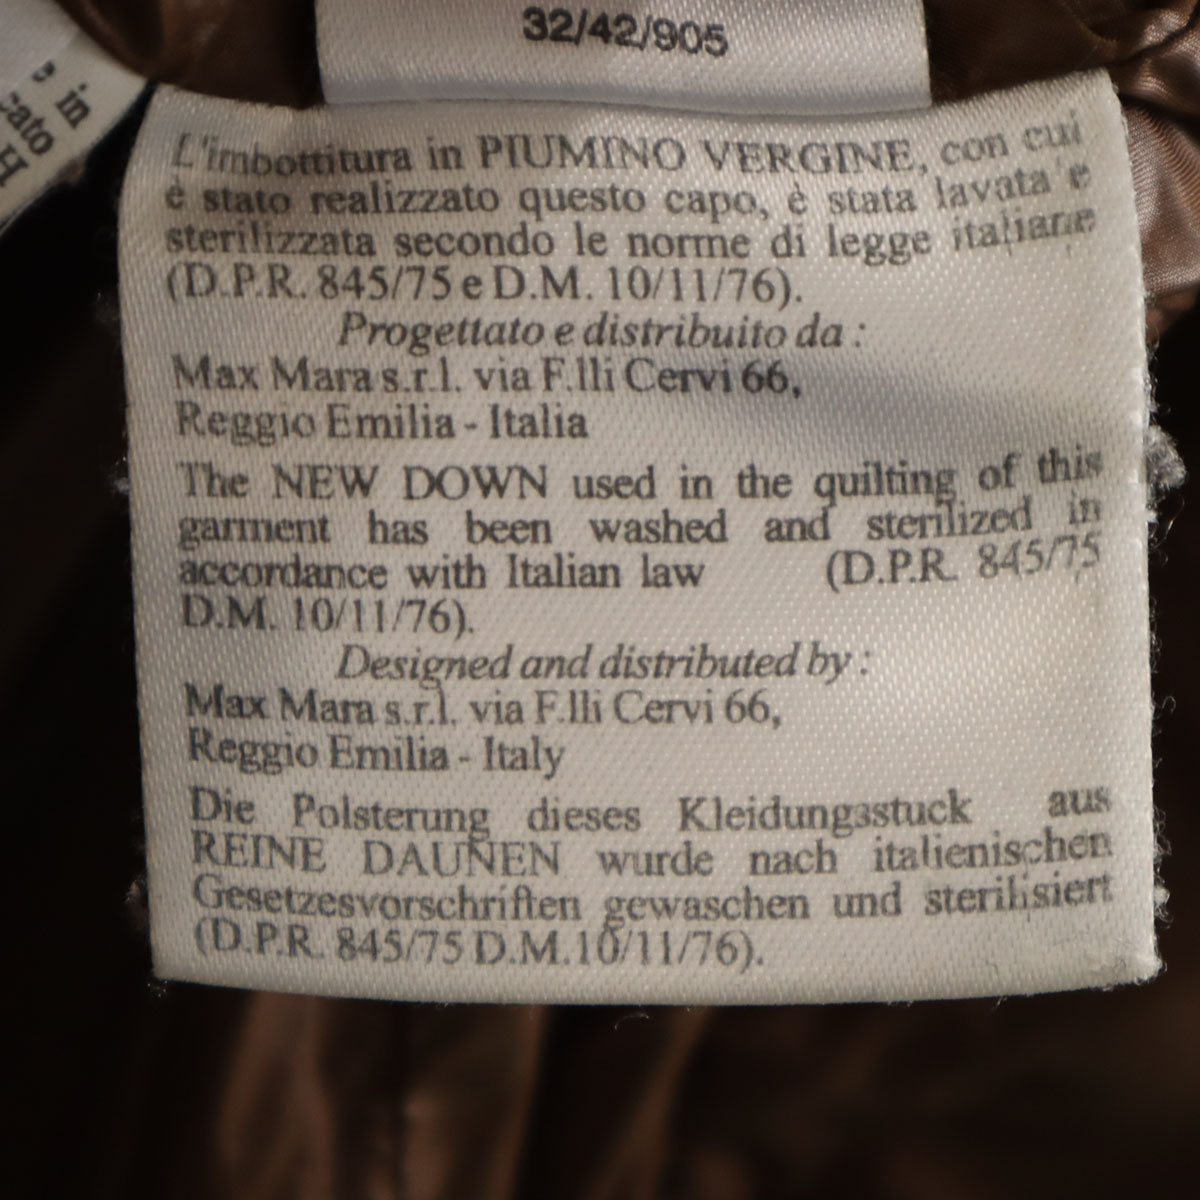 32/42/905
in
cato
H
L'imbottitura in PIUMINO VERGINE, con cui
è stato realizzato questo capo, è stata lavata e
sterilizzata secondo le norme di legge italiane
(D.P.R. 845/75 e D.M. 10/11/76).
Progettato e distribuito da :
Max Mara s.r.l. via F.lli Cervi 66,
Reggio Emilia - Italia
The NEW DOWN used in the quilting of this
garment has been washed and sterilized in
accordance with Italian law (D.P.R. 845/75
D.M. 10/11/76).
Designed and distributed by :
Max Mara s.r.l. via F.lli Cervi 66,
Reggio Emilia - Italy
Die Polsterung dieses Kleidungsstuck aus
REINE DAUNEN wurde nach italienischen
Gesetzesvorschriften gewaschen und sterilisiert
(D.P.R. 845/75 D.M.10/11/76).